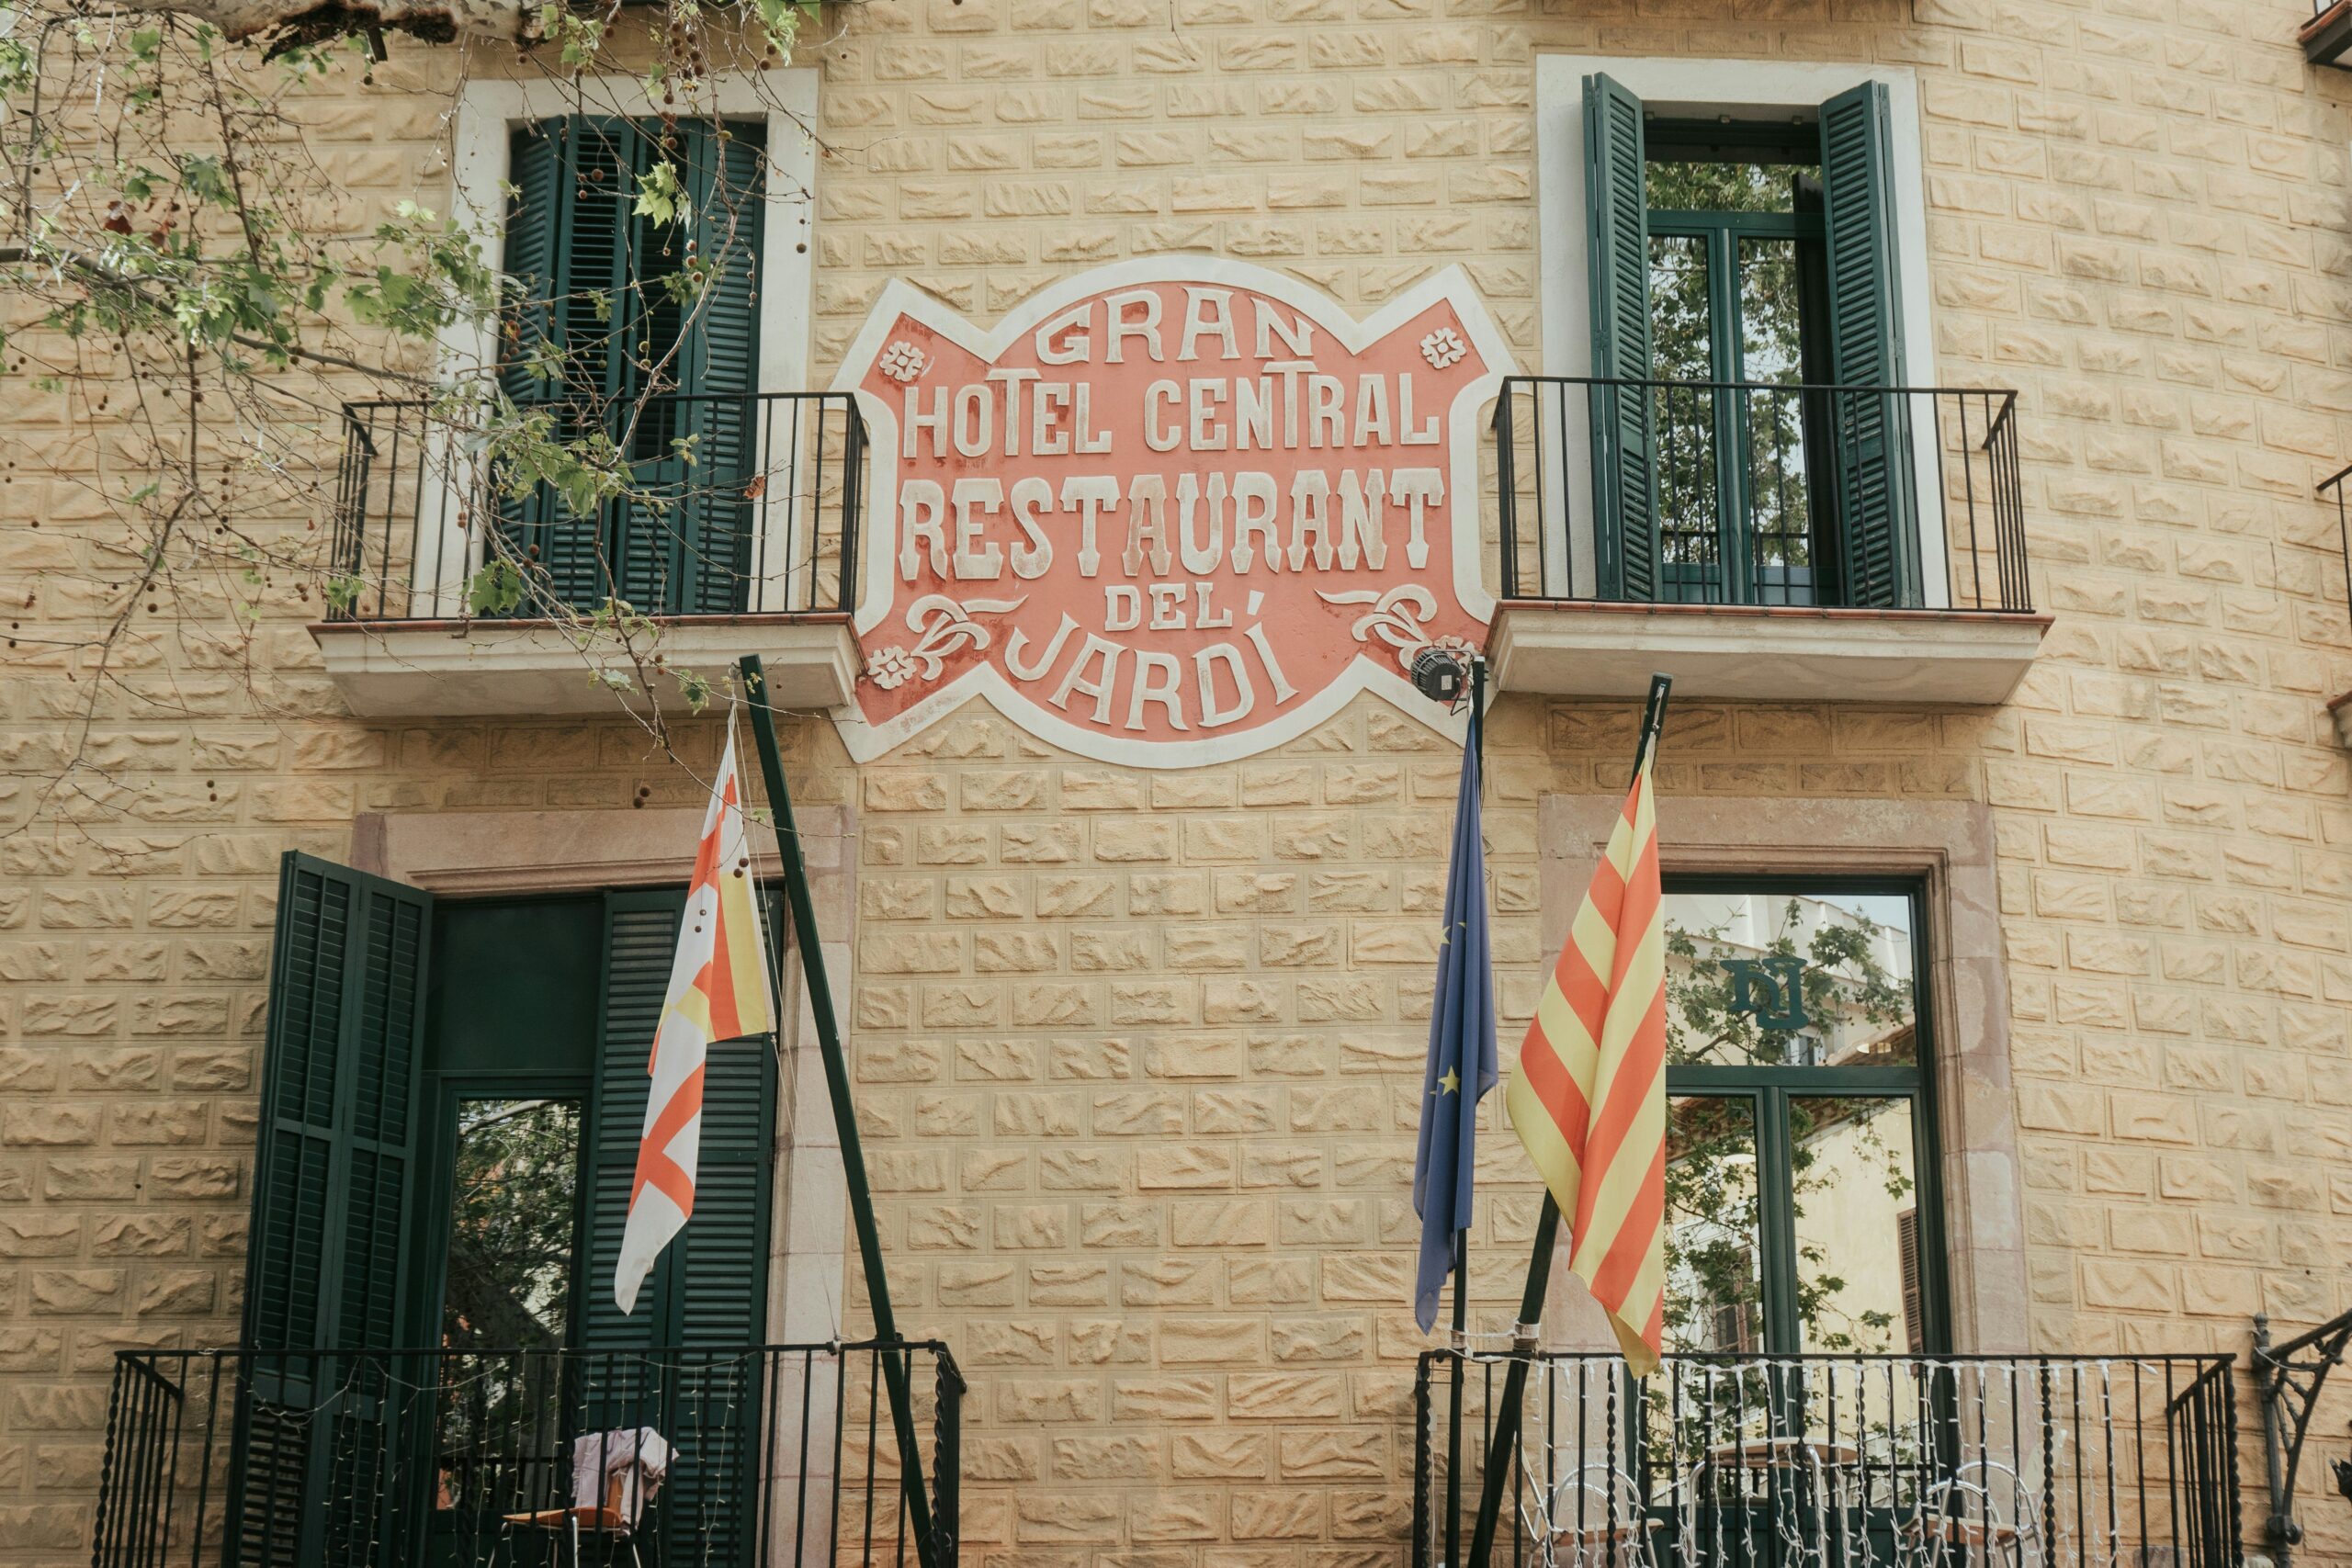 GRAN
HOTEL CENTRAL
RESTAURANT
DEL
JARDÍ